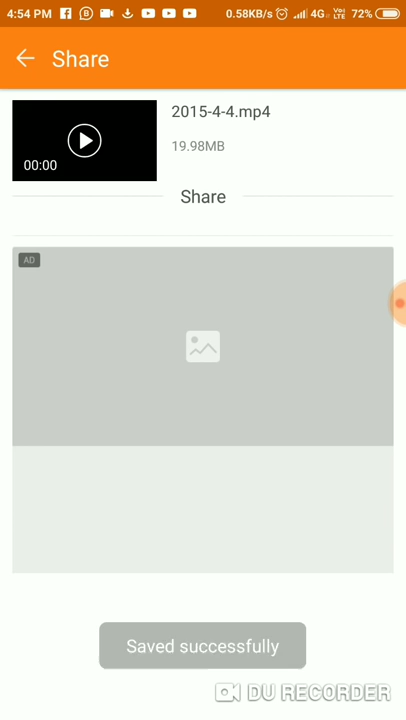 4:54 PM 0.58KB/s 4G VoLTE 72%
Share
2015-4-4.mp4
19.98MB
00:00
Share
AD
Saved successfully
DU RECORDER